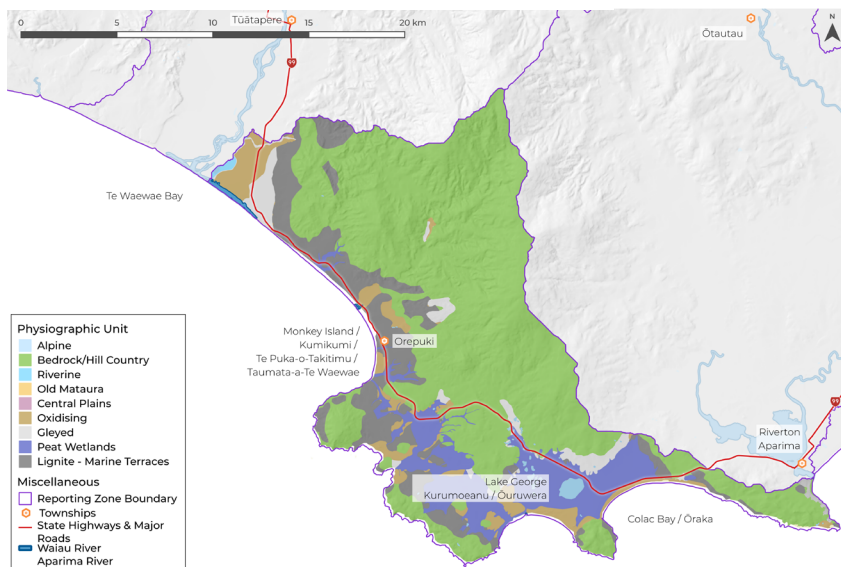 0 5 10 15 20 km
Tūātapere
Ōtautau
N
99
Te Waewae Bay
Monkey Island /
Kumikumi /
Te Puka-o-Takitimu /
Taumata-a-Te Waewae
Orepuki
Riverton
Aparima
99
Lake George
Kurumoeanu / Ōuruwera
Colac Bay / Ōraka
Physiographic Unit
Alpine
Bedrock/Hill Country
Riverine
Old Mataura
Central Plains
Oxidising
Gleyed
Peat Wetlands
Lignite - Marine Terraces
Miscellaneous
Reporting Zone Boundary
Townships
State Highways & Major
Roads
Waiau River
Aparima River